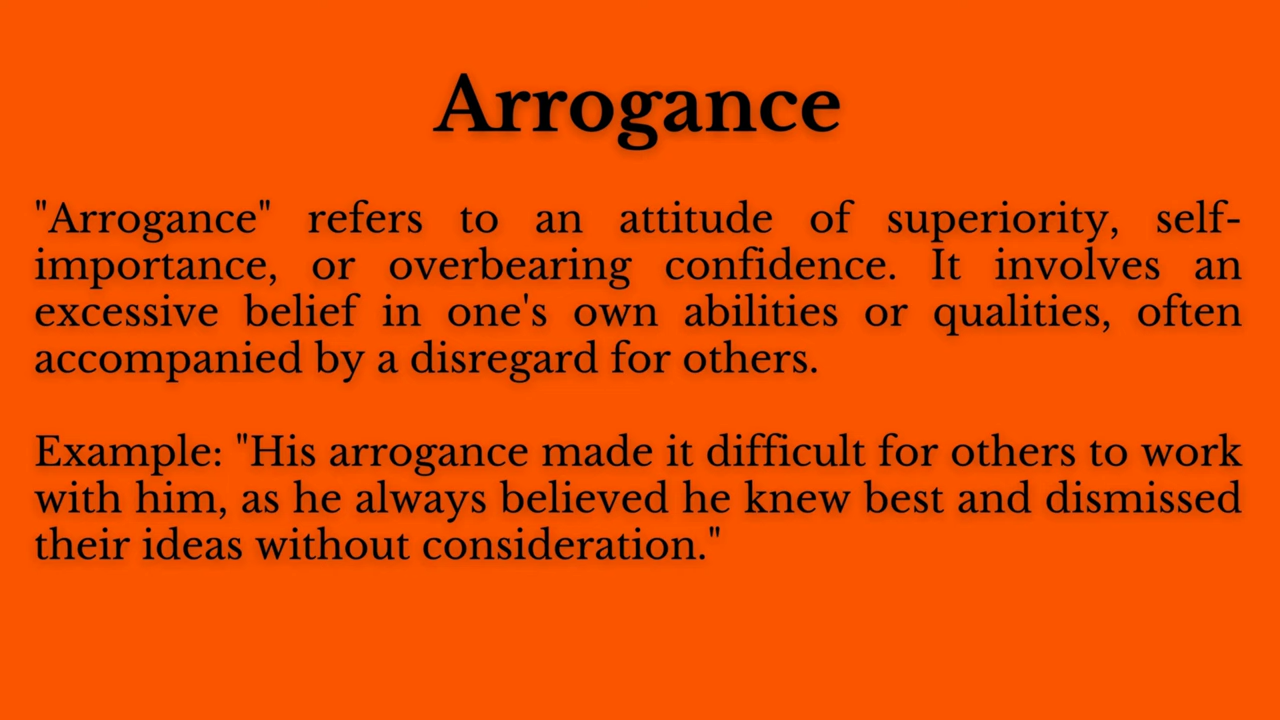 Arrogance
"Arrogance" refers to an attitude of superiority, self-
importance, or overbearing confidence. It involves an
excessive belief in one's own abilities or qualities, often
accompanied by a disregard for others.
Example: "His arrogance made it difficult for others to work
with him, as he always believed he knew best and dismissed
their ideas without consideration."